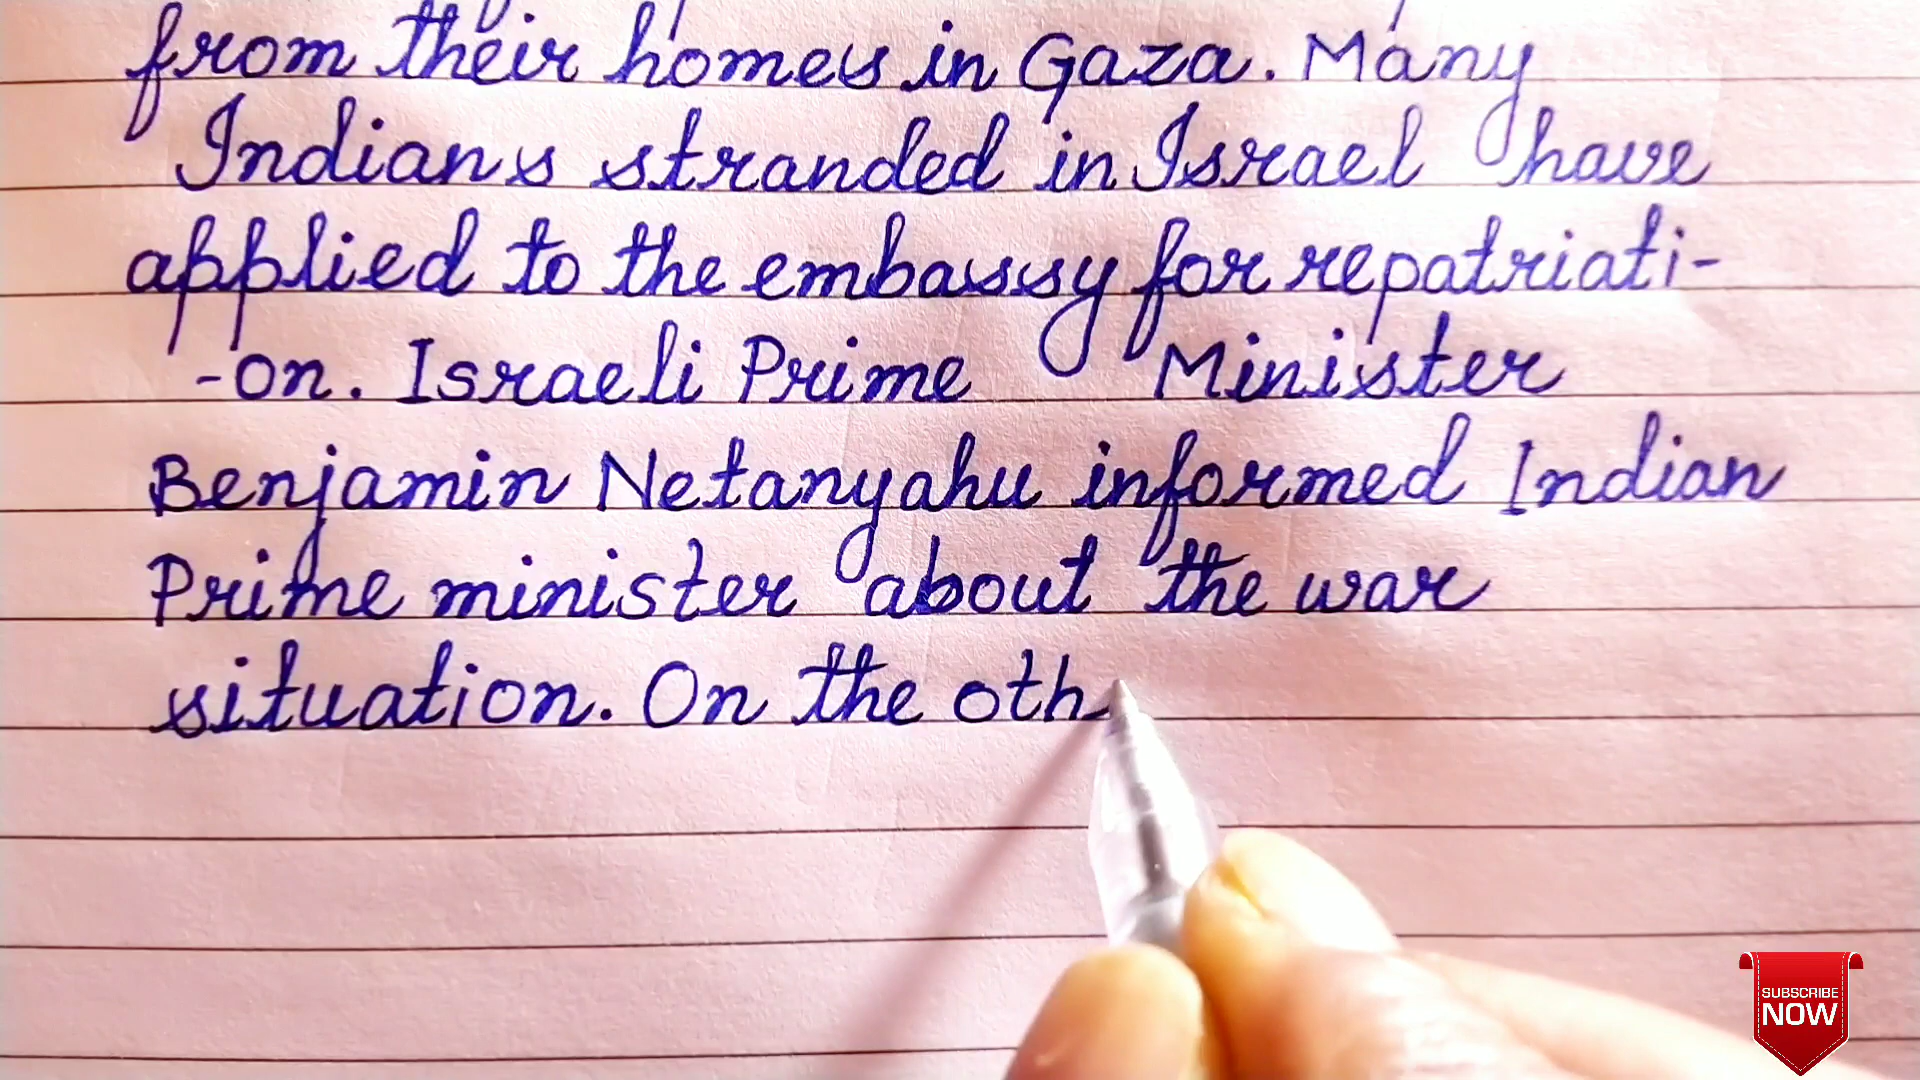 from their homes in Gaza. Many
Indians stranded in Israel have
applied to the embassy for repatriati-
-on. Israeli Prime Minister
Benjamin Netanyahu informed Indian
Prime minister about the war
situation. On the oth
SUBSCRIBE
NOW